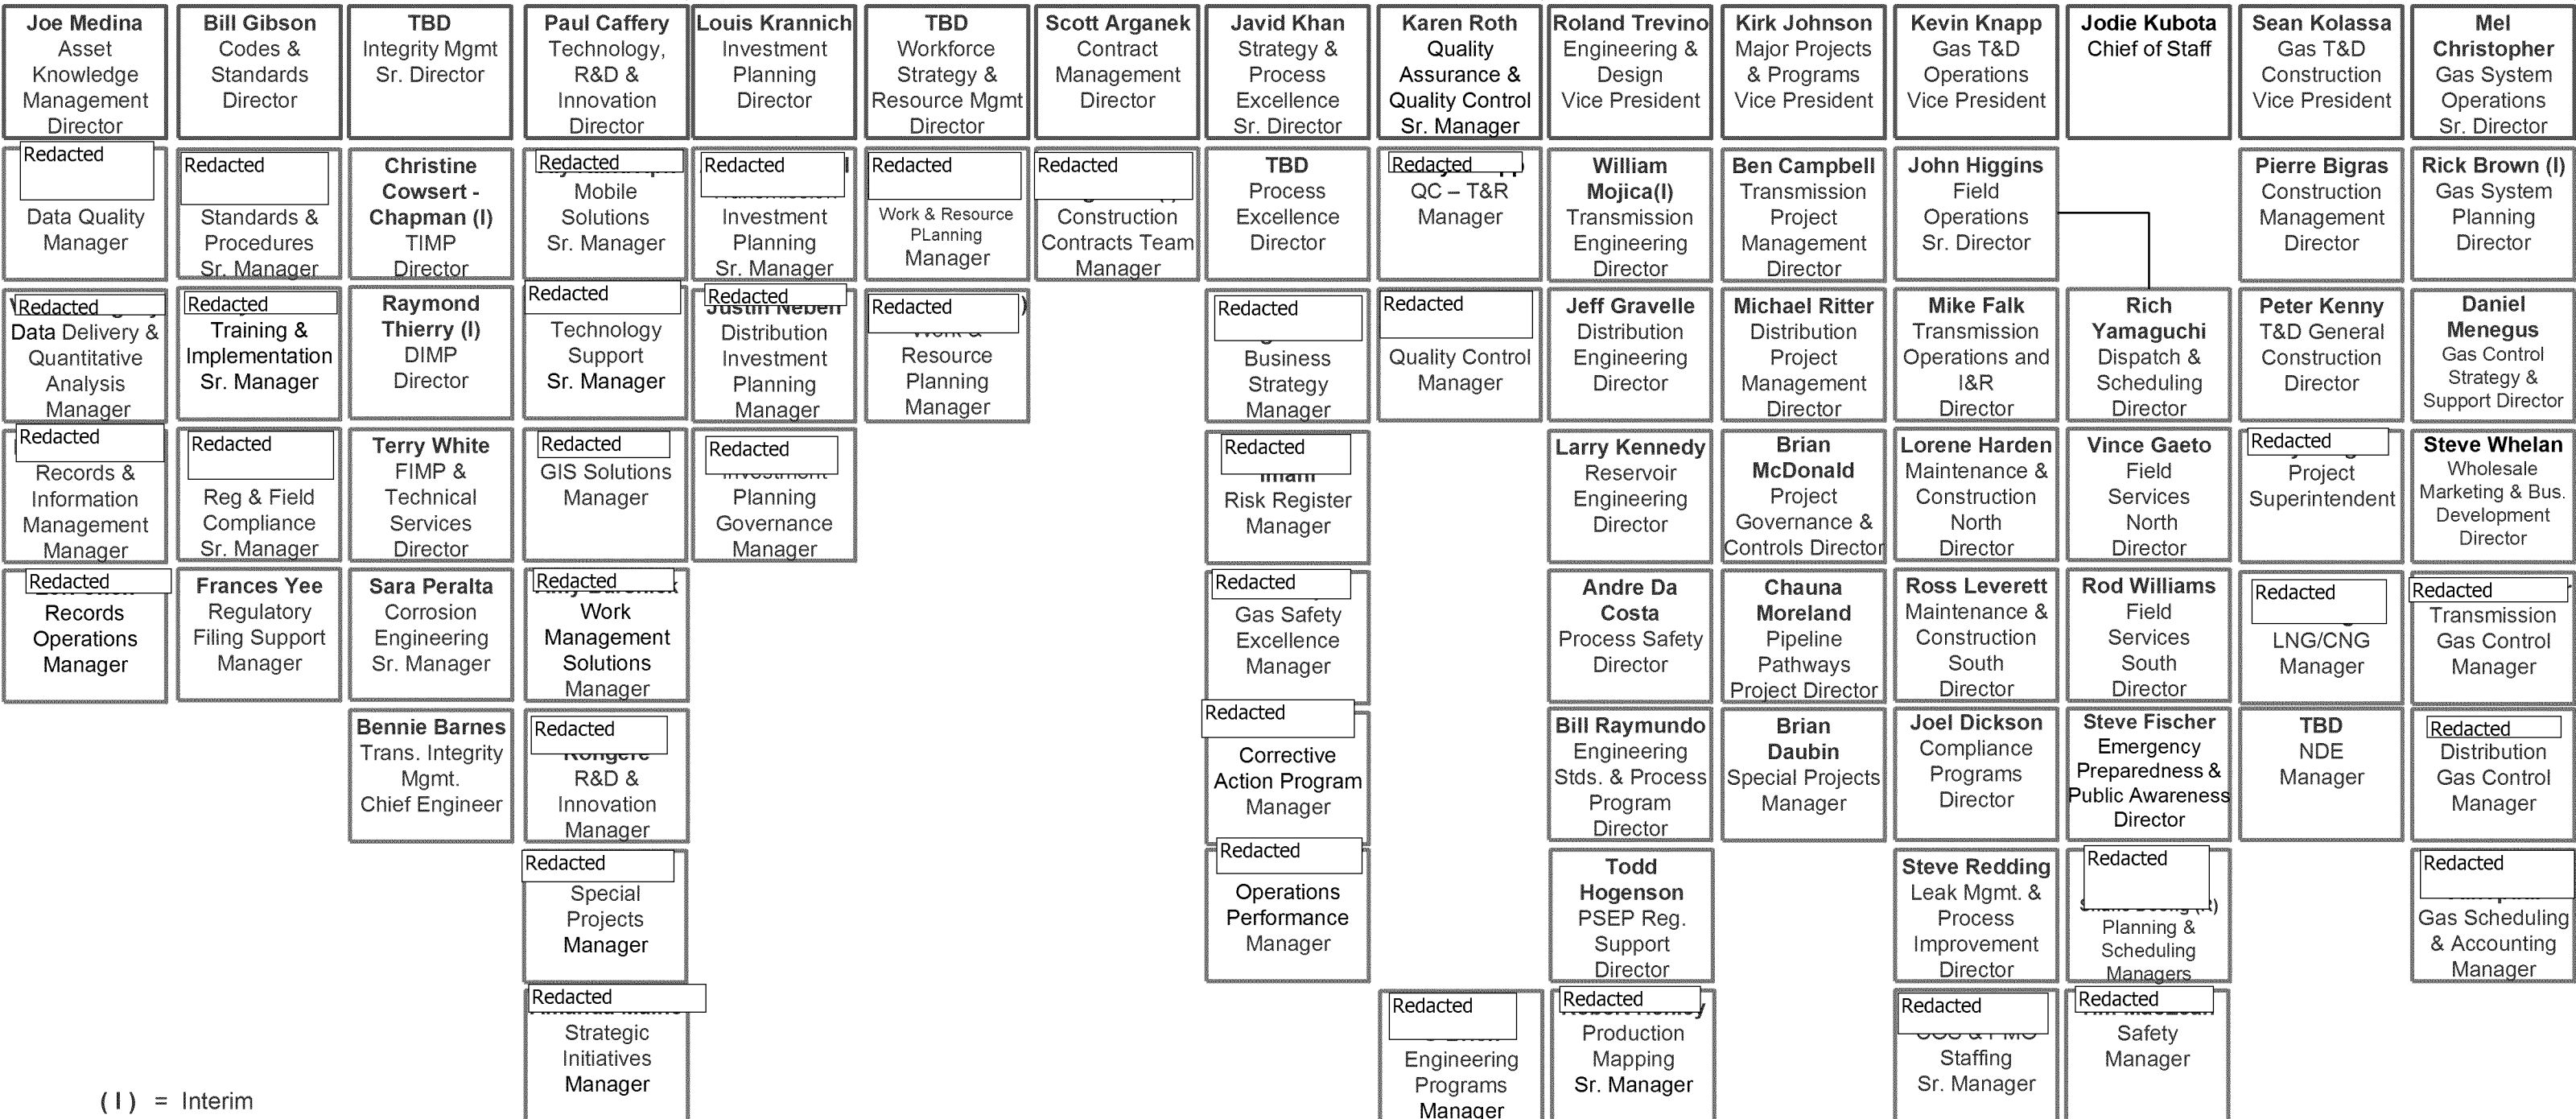 Joe Medina
Asset
Knowledge
Management
Director
Bill Gibson
Codes &
Standards
Director
TBD
Integrity Mgmt
Sr. Director
Paul Caffery
Technology,
R&D &
Innovation
Director
Louis Krannich
Investment
Planning
Director
TBD
Workforce
Strategy &
Resource Mgmt
Director
Scott Arganek
Contract
Management
Director
Javid Khan
Strategy &
Process
Excellence
Sr. Director
Karen Roth
Quality
Assurance &
Quality Control
Sr. Manager
Roland Trevino
Engineering &
Design
Vice President
Kirk Johnson
Major Projects
& Programs
Vice President
Kevin Knapp
Gas T&D
Operations
Vice President
Jodie Kubota
Chief of Staff
Sean Kolassa
Gas T&D
Construction
Vice President
Mel
Christopher
Gas System
Operations
Sr. Director
Redacted
Data Quality
Manager
Redacted
Standards &
Procedures
Sr. Manager
Christine
Cowsert -
Chapman (I)
TIMP
Director
Redacted
Mobile
Solutions
Sr. Manager
Redacted
Investment
Planning
Sr. Manager
Redacted
Work & Resource
PLanning
Manager
Redacted
Construction
Contracts Team
Manager
TBD
Process
Excellence
Director
Redacted
QC – T&R
Manager
William
Mojica(I)
Transmission
Engineering
Director
Ben Campbell
Transmission
Project
Management
Director
John Higgins
Field
Operations
Sr. Director
Pierre Bigras
Construction
Management
Director
Rick Brown (I)
Gas System
Planning
Director
Redacted
Data Delivery &
Quantitative
Analysis
Manager
Redacted
Training &
Implementation
Sr. Manager
Raymond
Thierry (I)
DIMP
Director
Redacted
Technology
Support
Sr. Manager
Redacted
Distribution
Investment
Planning
Manager
Redacted
Work &
Resource
Planning
Manager
Redacted
Business
Strategy
Manager
Redacted
Quality Control
Manager
Jeff Gravelle
Distribution
Engineering
Director
Michael Ritter
Distribution
Project
Management
Director
Mike Falk
Transmission
Operations and
I&R
Director
Rich
Yamaguchi
Dispatch &
Scheduling
Director
Peter Kenny
T&D General
Construction
Director
Daniel
Menegus
Gas Control
Strategy &
Support Director
Redacted
Records &
Information
Management
Manager
Redacted
Reg & Field
Compliance
Sr. Manager
Terry White
FIMP &
Technical
Services
Director
Redacted
GIS Solutions
Manager
Redacted
Planning
Governance
Manager
Redacted
Risk Register
Manager
Larry Kennedy
Reservoir
Engineering
Director
Brian
McDonald
Project
Governance &
Controls Director
Lorene Harden
Maintenance &
Construction
North
Director
Vince Gaeto
Field
Services
North
Director
Redacted
Project
Superintendent
Steve Whelan
Wholesale
Marketing & Bus.
Development
Director
Redacted
Records
Operations
Manager
Frances Yee
Regulatory
Filing Support
Manager
Sara Peralta
Corrosion
Engineering
Sr. Manager
Redacted
Work
Management
Solutions
Manager
Redacted
Gas Safety
Excellence
Manager
Andre Da
Costa
Process Safety
Director
Chauna
Moreland
Pipeline
Pathways
Project Director
Ross Leverett
Maintenance &
Construction
South
Director
Rod Williams
Field
Services
South
Director
Redacted
LNG/CNG
Manager
Redacted
Transmission
Gas Control
Manager
Bennie Barnes
Trans. Integrity
Mgmt.
Chief Engineer
Redacted
R&D &
Innovation
Manager
Redacted
Corrective
Action Program
Manager
Bill Raymundo
Engineering
Stds. & Process
Program
Director
Brian
Daubin
Special Projects
Manager
Joel Dickson
Compliance
Programs
Director
Steve Fischer
Emergency
Preparedness &
Public Awareness
Director
TBD
NDE
Manager
Redacted
Distribution
Gas Control
Manager
Redacted
Special
Projects
Manager
Redacted
Operations
Performance
Manager
Todd
Hogenson
PSEP Reg.
Support
Director
Steve Redding
Leak Mgmt. &
Process
Improvement
Director
Redacted
Planning &
Scheduling
Managers
Redacted
Gas Scheduling
& Accounting
Manager
Redacted
Strategic
Initiatives
Manager
Redacted
Engineering
Programs
Manager
Redacted
Production
Mapping
Sr. Manager
Redacted
Staffing
Sr. Manager
Redacted
Safety
Manager
( I ) = Interim